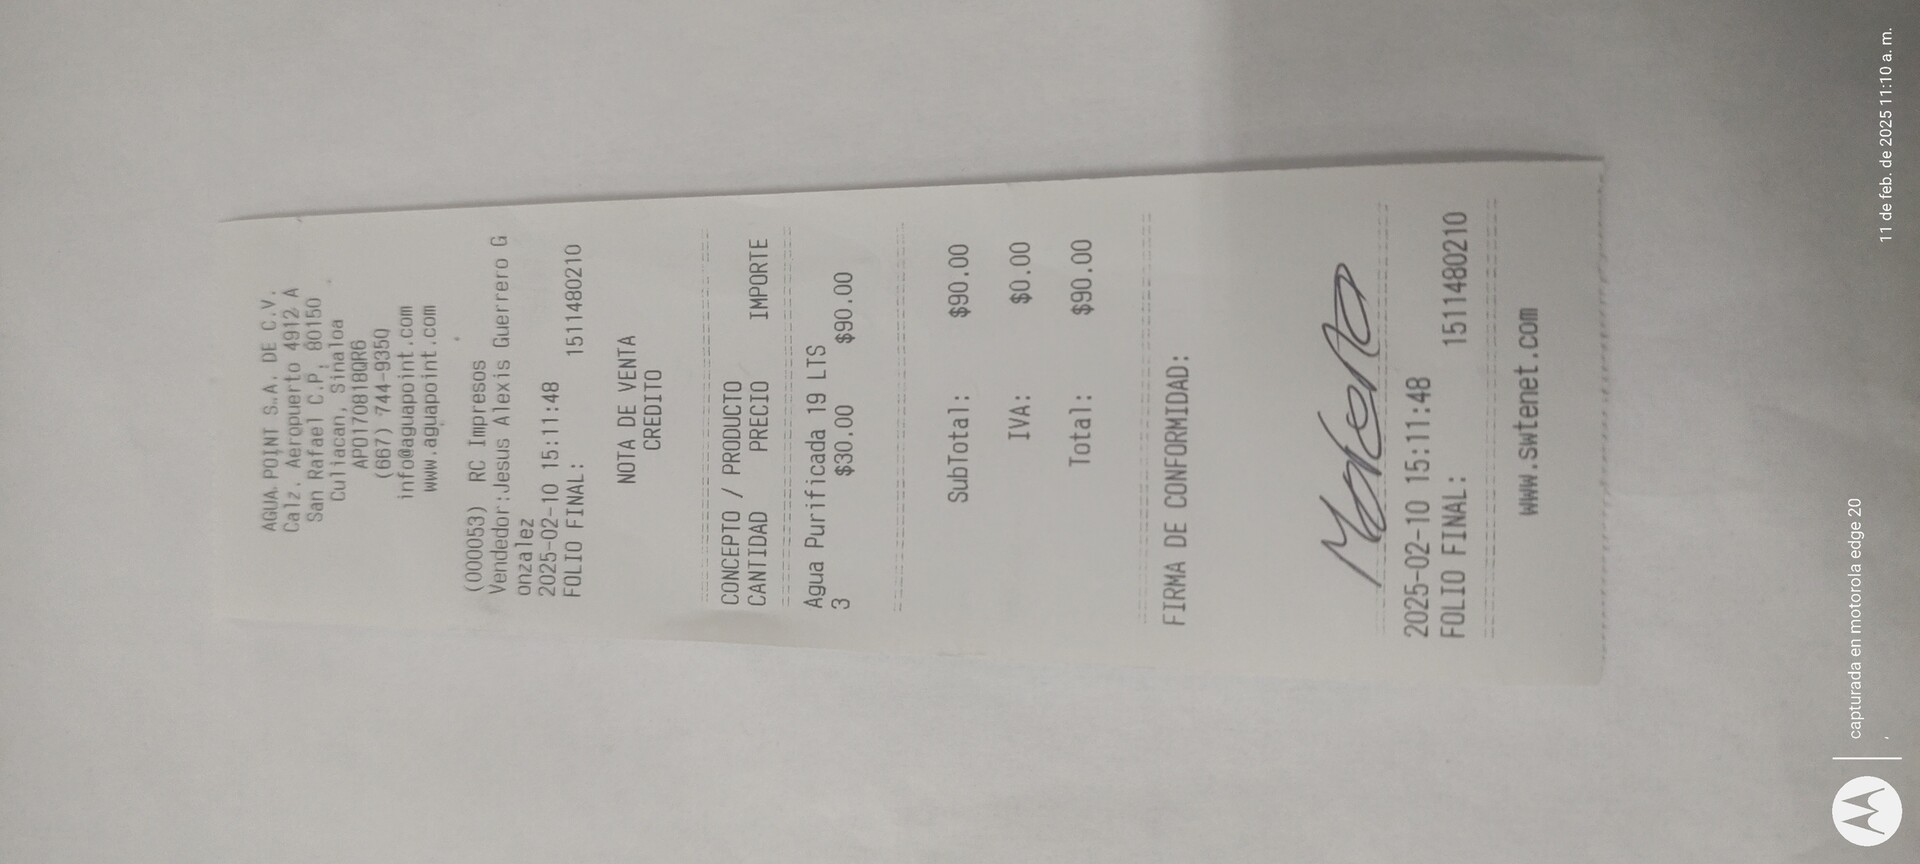 AGUA POINT S.A. DE C.V.
Calz. Aeropuerto 4912 A
San Rafael C.P. 80150
Culiacan, Sinaloa
APO170818QR6
(667) 744-9350
info@aguapoint.com
www.aguapoint.com
(000053) RC Impresos
Vendedor:Jesus Alexis Guerrero G
onzalez
2025-02-10 15:11:48
FOLIO FINAL: 1511480210
NOTA DE VENTA
CREDITO
CONCEPTO / PRODUCTO
CANTIDAD PRECIO IMPORTE
Agua Purificada 19 LTS
3 $30.00 $90.00
SubTotal: $90.00
IVA: $0.00
Total: $90.00
FIRMA DE CONFORMIDAD:
2025-02-10 15:11:48
FOLIO FINAL: 1511480210
www.swtenet.com
capturada en motorola edge 20
11 de feb. de 2025 11:10 a. m.